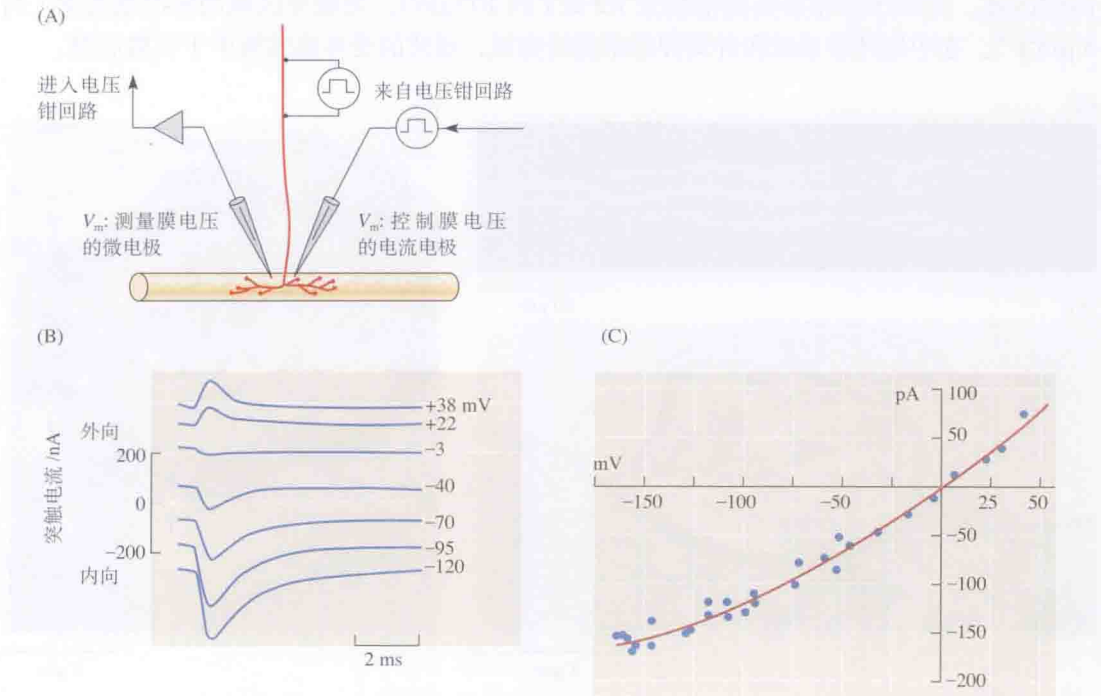 (A)
进入电压
钳回路
来自电压钳回路
Vm: 测量膜电压
的微电极
Vm: 控制膜电压
的电流电极
(B)
突触电流/nA
外向
200
0
−200
内向
+38 mV
+22
−3
−40
−70
−95
−120
2 ms
(C)
pA
100
50
mV
−150
−100
−50
25
50
−50
−100
−150
−200